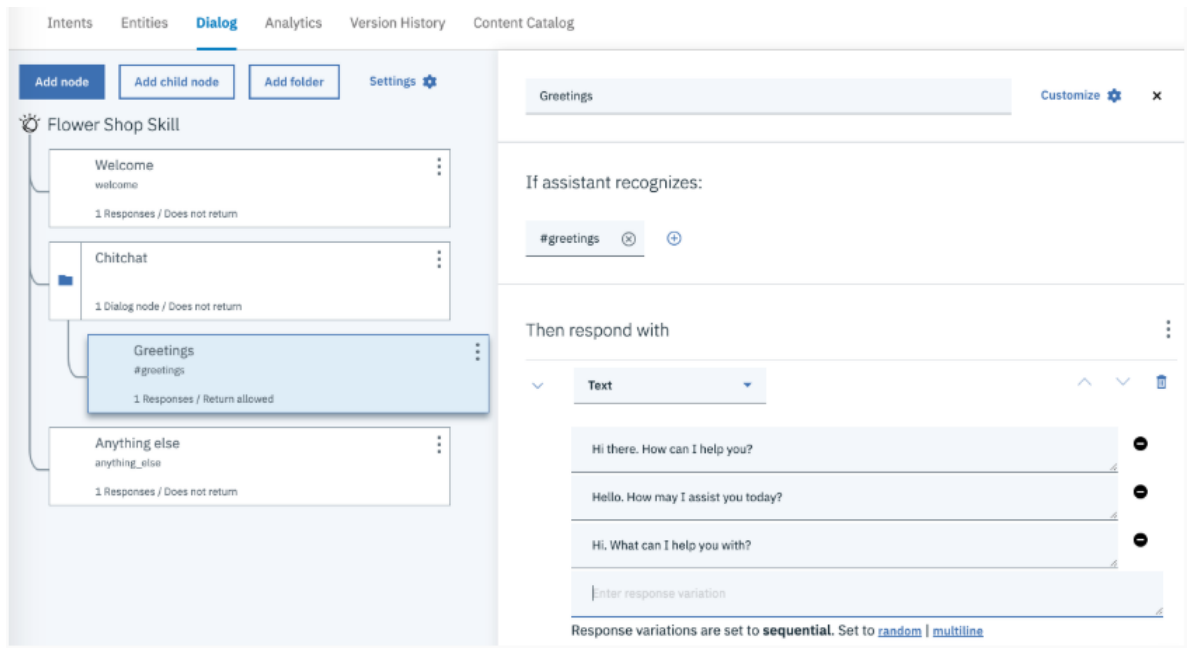 Intents Entities Dialog Analytics Version History Content Catalog
Add node Add child node Add folder Settings
Flower Shop Skill
Welcome
welcome
1 Responses / Does not return
Chitchat
1 Dialog node / Does not return
Greetings
#greetings
1 Responses / Return allowed
Anything else
anything_else
1 Responses / Does not return
Greetings Customize
If assistant recognizes:
#greetings
Then respond with
Text
Hi there. How can I help you?
Hello. How may I assist you today?
Hi. What can I help you with?
Enter response variation
Response variations are set to sequential. Set to random | multiline